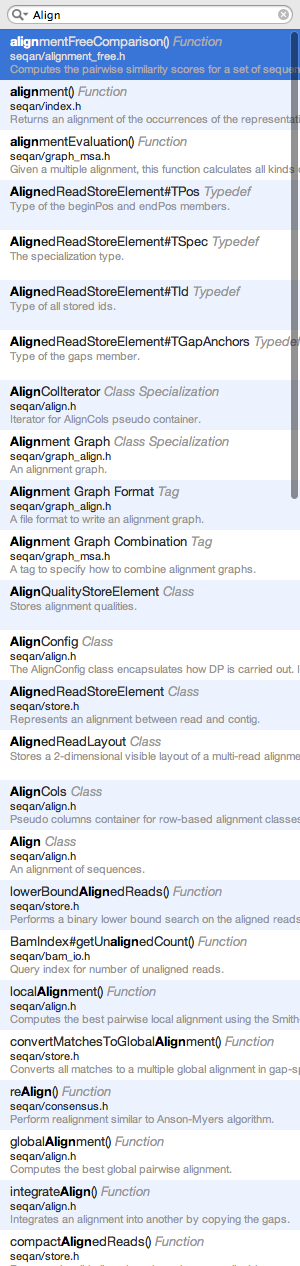 Align
alignmentFreeComparison() Function
seqan/alignment_free.h
Computes the pairwise similarity scores for a set of sequen
alignment() Function
seqan/index.h
Returns an alignment of the occurrences of the representati
alignmentEvaluation() Function
seqan/graph_msa.h
Given a multiple alignment, this function calculates all kinds o
AlignedReadStoreElement#TPos Typedef
Type of the beginPos and endPos members.
AlignedReadStoreElement#TSpec Typedef
The specialization type.
AlignedReadStoreElement#TId Typedef
Type of all stored ids.
AlignedReadStoreElement#TGapAnchors Typedef
Type of the gaps member.
AlignColIterator Class Specialization
seqan/align.h
Iterator for AlignCols pseudo container.
Alignment Graph Class Specialization
seqan/graph_align.h
An alignment graph.
Alignment Graph Format Tag
seqan/graph_align.h
A file format to write an alignment graph.
Alignment Graph Combination Tag
seqan/graph_msa.h
A tag to specify how to combine alignment graphs.
AlignQualityStoreElement Class
Stores alignment qualities.
AlignConfig Class
seqan/align.h
The AlignConfig class encapsulates how DP is carried out. I
AlignedReadStoreElement Class
seqan/store.h
Represents an alignment between read and contig.
AlignedReadLayout Class
Stores a 2-dimensional visible layout of a multi-read alignme
AlignCols Class
seqan/align.h
Pseudo columns container for row-based alignment classes
Align Class
seqan/align.h
An alignment of sequences.
lowerBoundAlignedReads() Function
seqan/store.h
Performs a binary lower bound search on the aligned reads
BamIndex#getUnalignedCount() Function
seqan/bam_io.h
Query index for number of unaligned reads.
localAlignment() Function
seqan/align.h
Computes the best pairwise local alignment using the Smith
convertMatchesToGlobalAlignment() Function
seqan/store.h
Converts all matches to a multiple global alignment in gap-sp
reAlign() Function
seqan/consensus.h
Perform realignment similar to Anson-Myers algorithm.
globalAlignment() Function
seqan/align.h
Computes the best global pairwise alignment.
integrateAlign() Function
seqan/align.h
Integrates an alignment into another by copying the gaps.
compactAlignedReads() Function
seqan/store.h